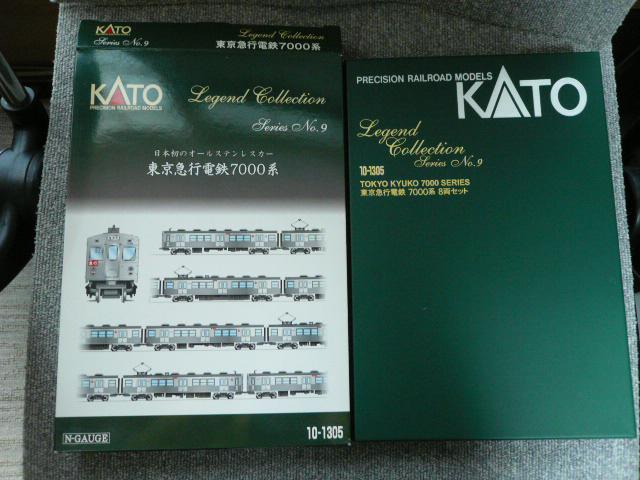 KATO
Series No.9
Legend Collection
東京急行電鉄7000系
KATO
PRECISION RAILROAD MODELS
Legend Collection
Series No.9
日本初のオールステンレスカー
東京急行電鉄7000系
N-GAUGE
10-1305
PRECISION RAILROAD MODELS
KATO
Legend
Collection
Series No.9
10-1305
TOKYO KYUKO 7000 SERIES
東京急行電鉄 7000系 8両セット